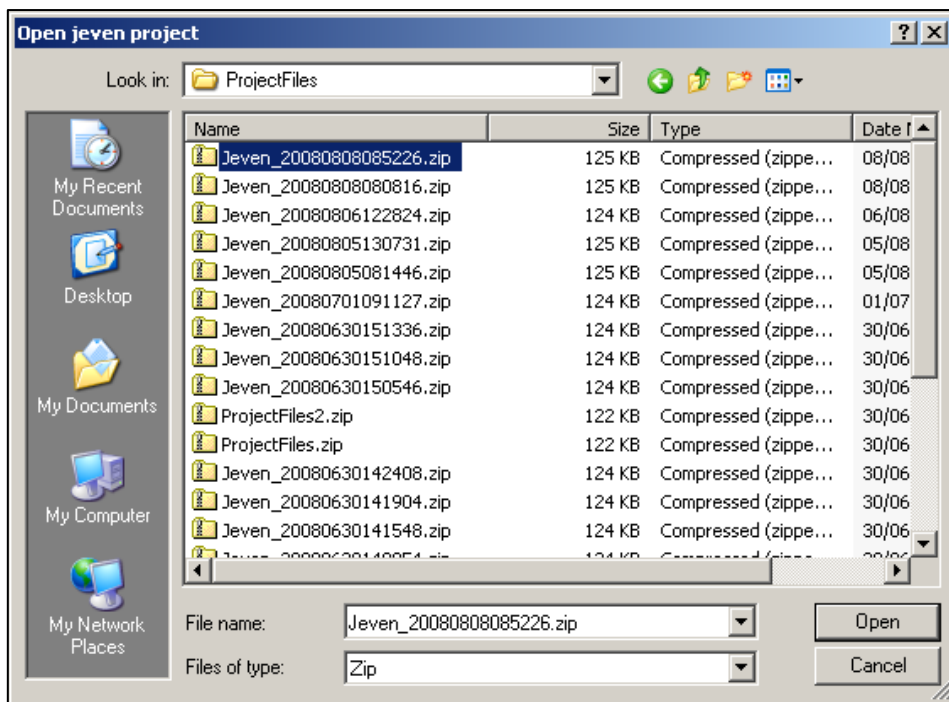 Open jeven project
Look in: ProjectFiles
Name Size Type Date
Jeven_20080808085226.zip 125 KB Compressed (zippe... 08/08
Jeven_20080808080816.zip 125 KB Compressed (zippe... 08/08
Jeven_20080806122824.zip 124 KB Compressed (zippe... 06/08
Jeven_20080805130731.zip 125 KB Compressed (zippe... 05/08
Jeven_20080805081446.zip 125 KB Compressed (zippe... 05/08
Jeven_20080701091127.zip 124 KB Compressed (zippe... 01/07
Jeven_20080630151336.zip 124 KB Compressed (zippe... 30/06
Jeven_20080630151048.zip 124 KB Compressed (zippe... 30/06
Jeven_20080630150546.zip 124 KB Compressed (zippe... 30/06
ProjectFiles2.zip 122 KB Compressed (zippe... 30/06
ProjectFiles.zip 122 KB Compressed (zippe... 30/06
Jeven_20080630142408.zip 124 KB Compressed (zippe... 30/06
Jeven_20080630141904.zip 124 KB Compressed (zippe... 30/06
Jeven_20080630141548.zip 124 KB Compressed (zippe... 30/06
My Recent
Documents
Desktop
My Documents
My Computer
My Network
Places
File name: Jeven_20080808085226.zip Open
Files of type: Zip Cancel